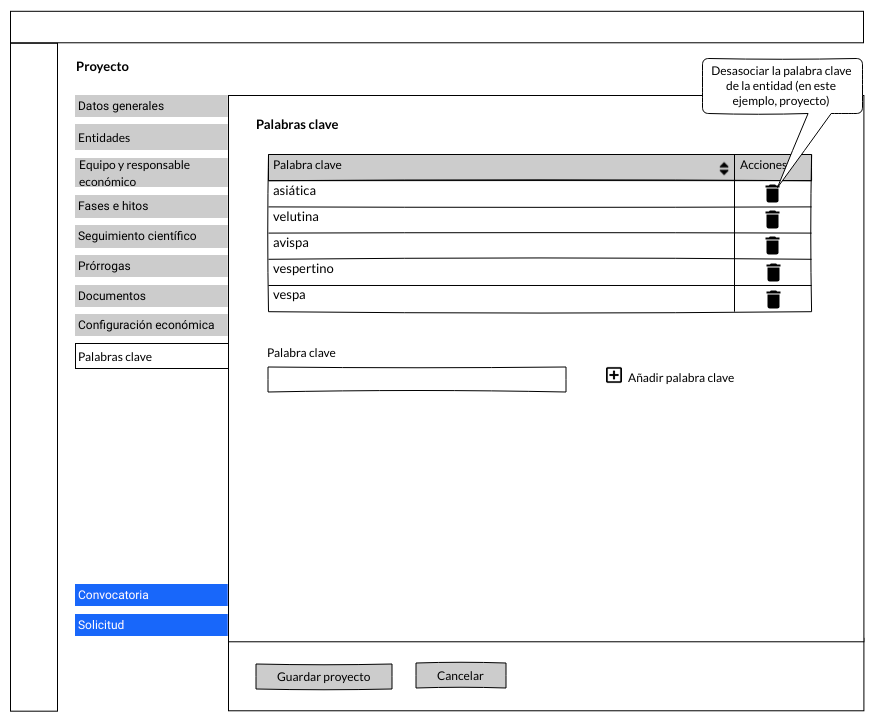 Proyecto
Desasociar la palabra clave
de la entidad (en este
ejemplo, proyecto)
Datos generales
Entidades
Equipo y responsable
económico
Fases e hitos
Seguimiento científico
Prórrogas
Documentos
Configuración económica
Palabras clave
Convocatoria
Solicitud
Palabras clave
Palabra clave Acciones
asiática
velutina
avispa
vespertino
vespa
Palabra clave
Añadir palabra clave
Guardar proyecto Cancelar